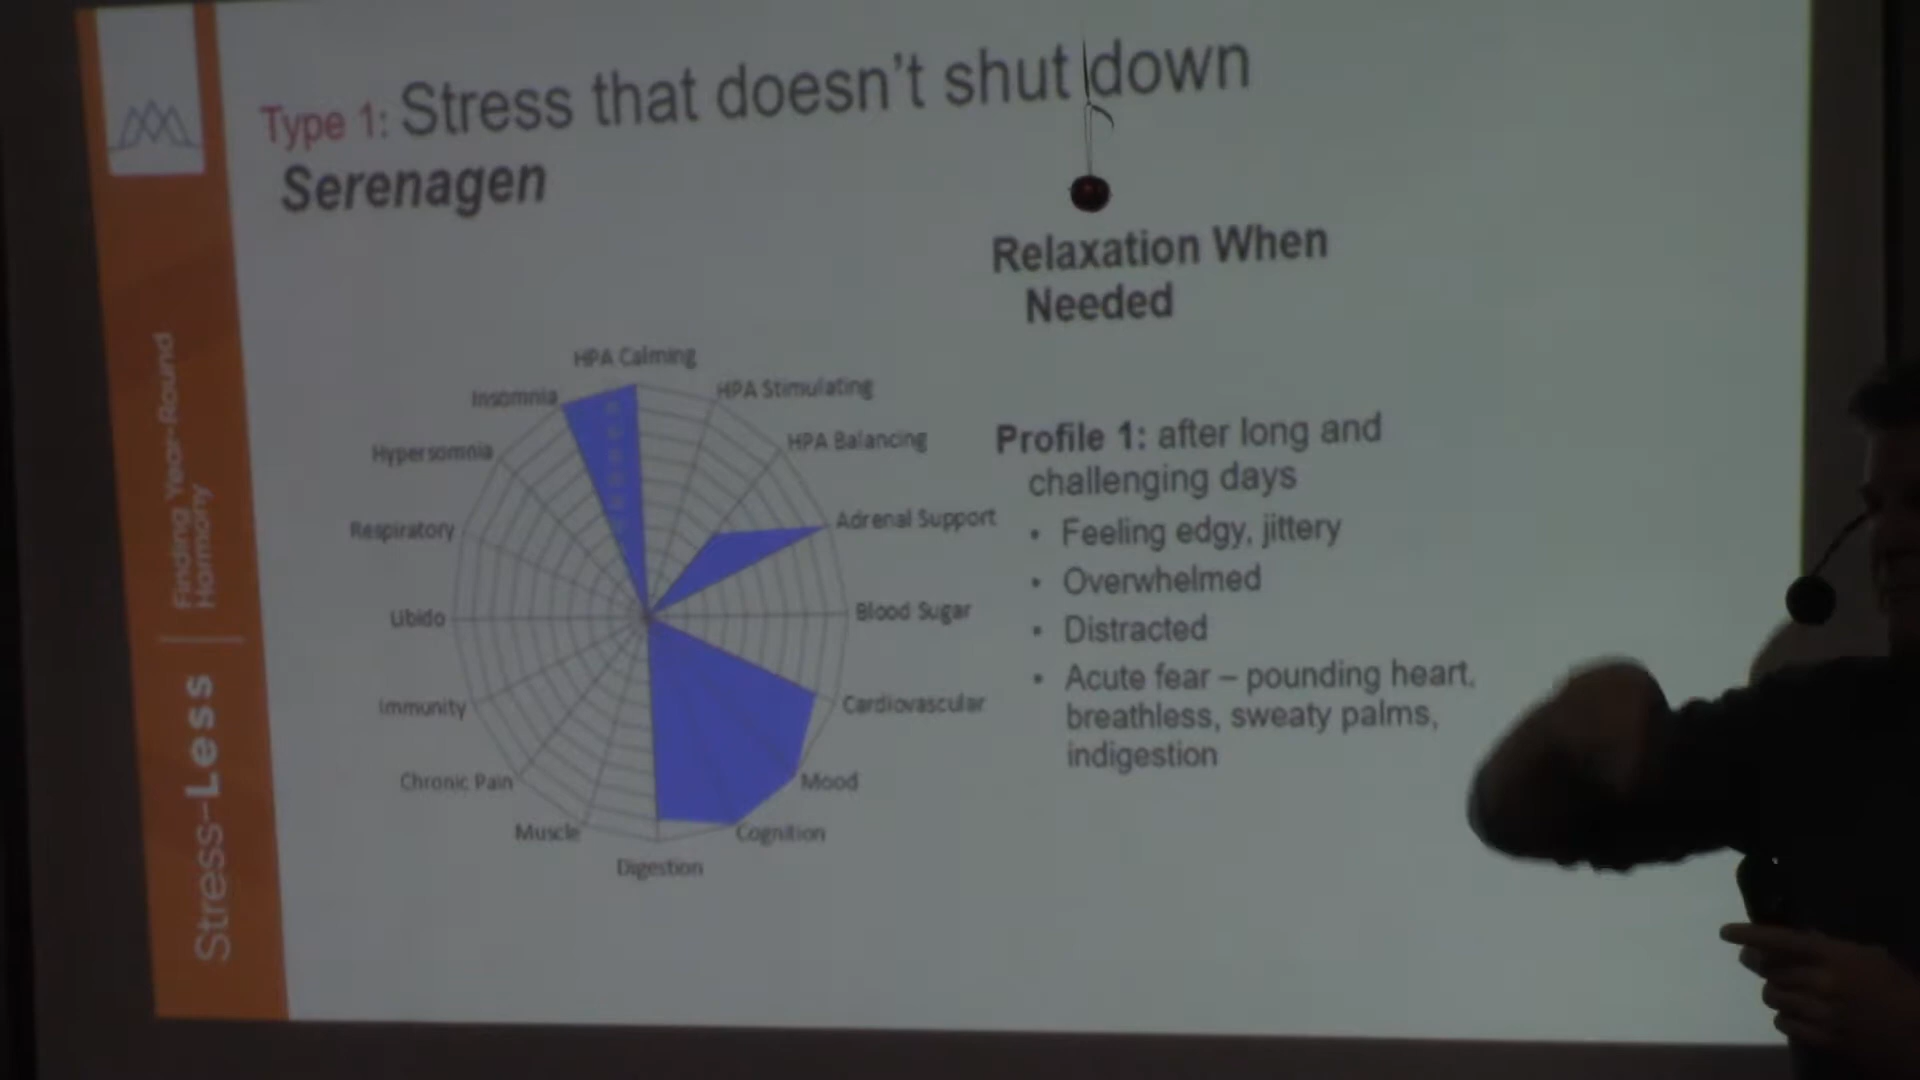 Type 1: Stress that doesn't shut down
Serenagen
Relaxation When
Needed
HPA Calming
HPA Stimulating
HPA Balancing
Adrenal Support
Blood Sugar
Cardiovascular
Mood
Cognition
Digestion
Muscle
Chronic Pain
Immunity
Libido
Respiratory
Hypersomnia
Insomnia
Profile 1: after long and
challenging days
• Feeling edgy, jittery
• Overwhelmed
• Distracted
• Acute fear – pounding heart,
breathless, sweaty palms,
indigestion
Stress-Less
Finding Year-Round
Harmony